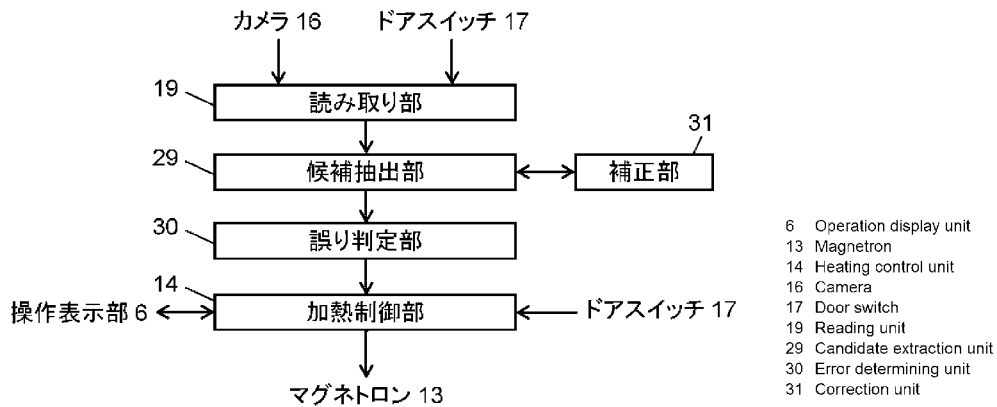 カメラ 16
ドアスイッチ 17
19
読み取り部
31
29
候補抽出部
補正部
30
誤り判定部
14
操作表示部 6
加熱制御部
ドアスイッチ 17
マグネトロン 13
6 Operation display unit
13 Magnetron
14 Heating control unit
16 Camera
17 Door switch
19 Reading unit
29 Candidate extraction unit
30 Error determining unit
31 Correction unit